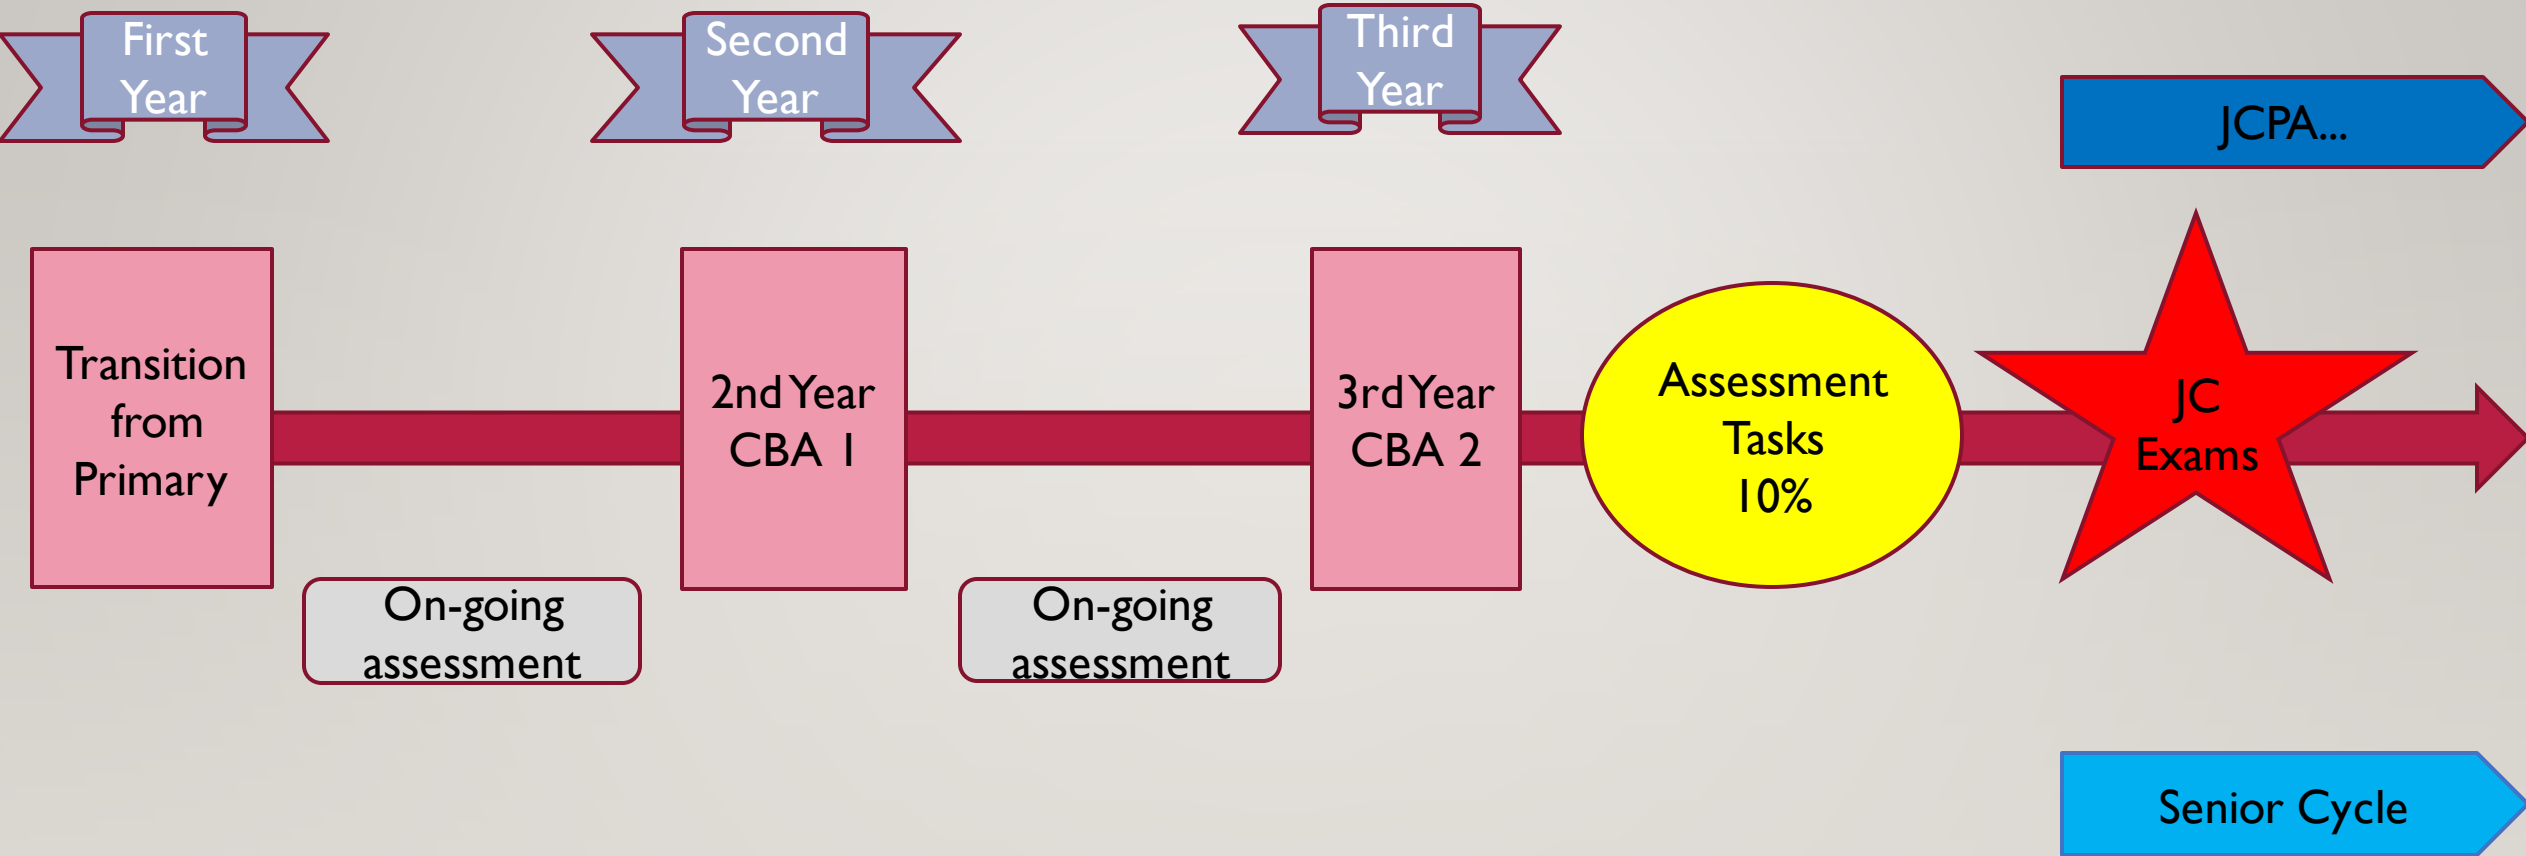 First
Year
Second
Year
Third
Year
JCPA...
Transition
from
Primary
2nd Year
CBA 1
3rd Year
CBA 2
Assessment
Tasks
10%
JC
Exams
On-going
assessment
On-going
assessment
Senior Cycle